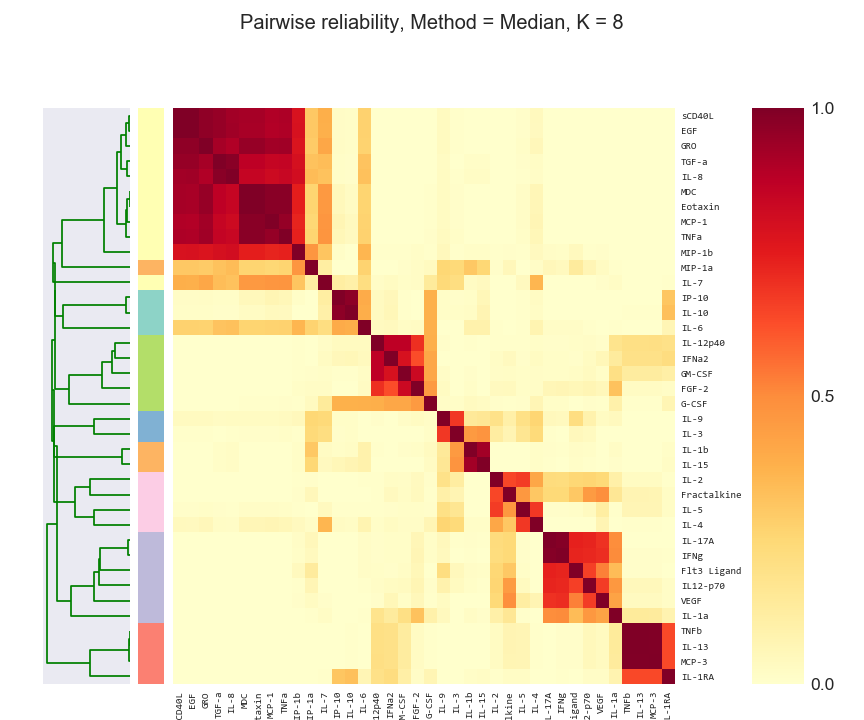 Pairwise reliability, Method = Median, K = 8
1.0
sCD40L
EGF
GRO
TGF-a
IL-8
MDC
Eotaxin
MCP-1
TNFa
MIP-1b
MIP-1a
IL-7
IP-10
IL-10
IL-6
IL-12p40
IFNa2
GM-CSF
0.5
FGF-2
G-CSF
IL-9
IL-3
IL-1b
IL-15
IL-2
Fractalkine
IL-5
IL-4
IL-17A
IFNg
Flt3 Ligand
IL12-p70
VEGF
IL-1a
TNFb
IL-13
MCP-3
IL-1RA
0.0
CD40L
EGF
GRO
TGF-a
IL-8
MDC
taxin
MCP-1
TNFa
IP-1b
IP-1a
IL-7
IP-10
IL-10
IL-6
12p40
IFNa2
M-CSF
FGF-2
G-CSF
IL-9
IL-3
IL-1b
IL-15
IL-2
lkine
IL-5
IL-4
L-17A
IFNg
igand
2-p70
VEGF
IL-1a
TNFb
IL-13
MCP-3
L-1RA